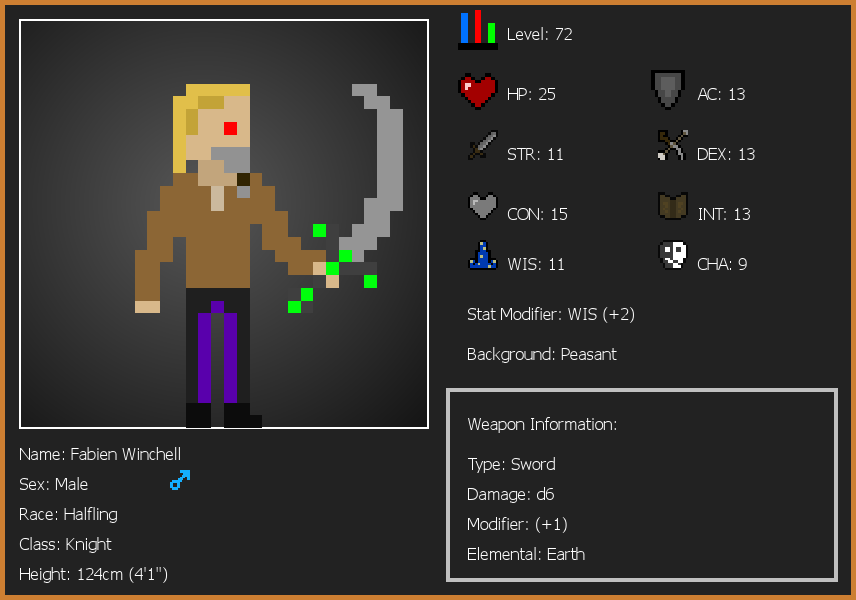 Level: 72
HP: 25
AC: 13
STR: 11
DEX: 13
CON: 15
INT: 13
WIS: 11
CHA: 9
Stat Modifier: WIS (+2)
Background: Peasant
Weapon Information:
Type: Sword
Damage: d6
Modifier: (+1)
Elemental: Earth
Name: Fabien Winchell
Sex: Male
Race: Halfling
Class: Knight
Height: 124cm (4'1")